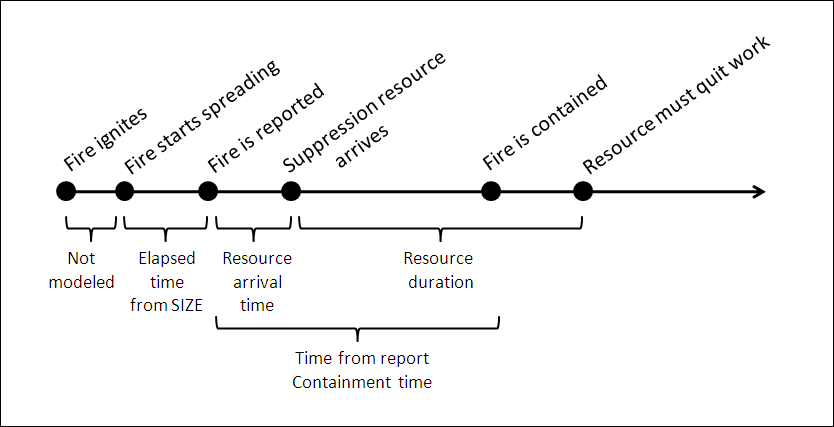 Fire ignites
Fire starts spreading
Fire is reported
Suppression resource
arrives
Fire is contained
Resource must quit work
Not
modeled
Elapsed
time
from SIZE
Resource
arrival
time
Resource
duration
Time from report
Containment time